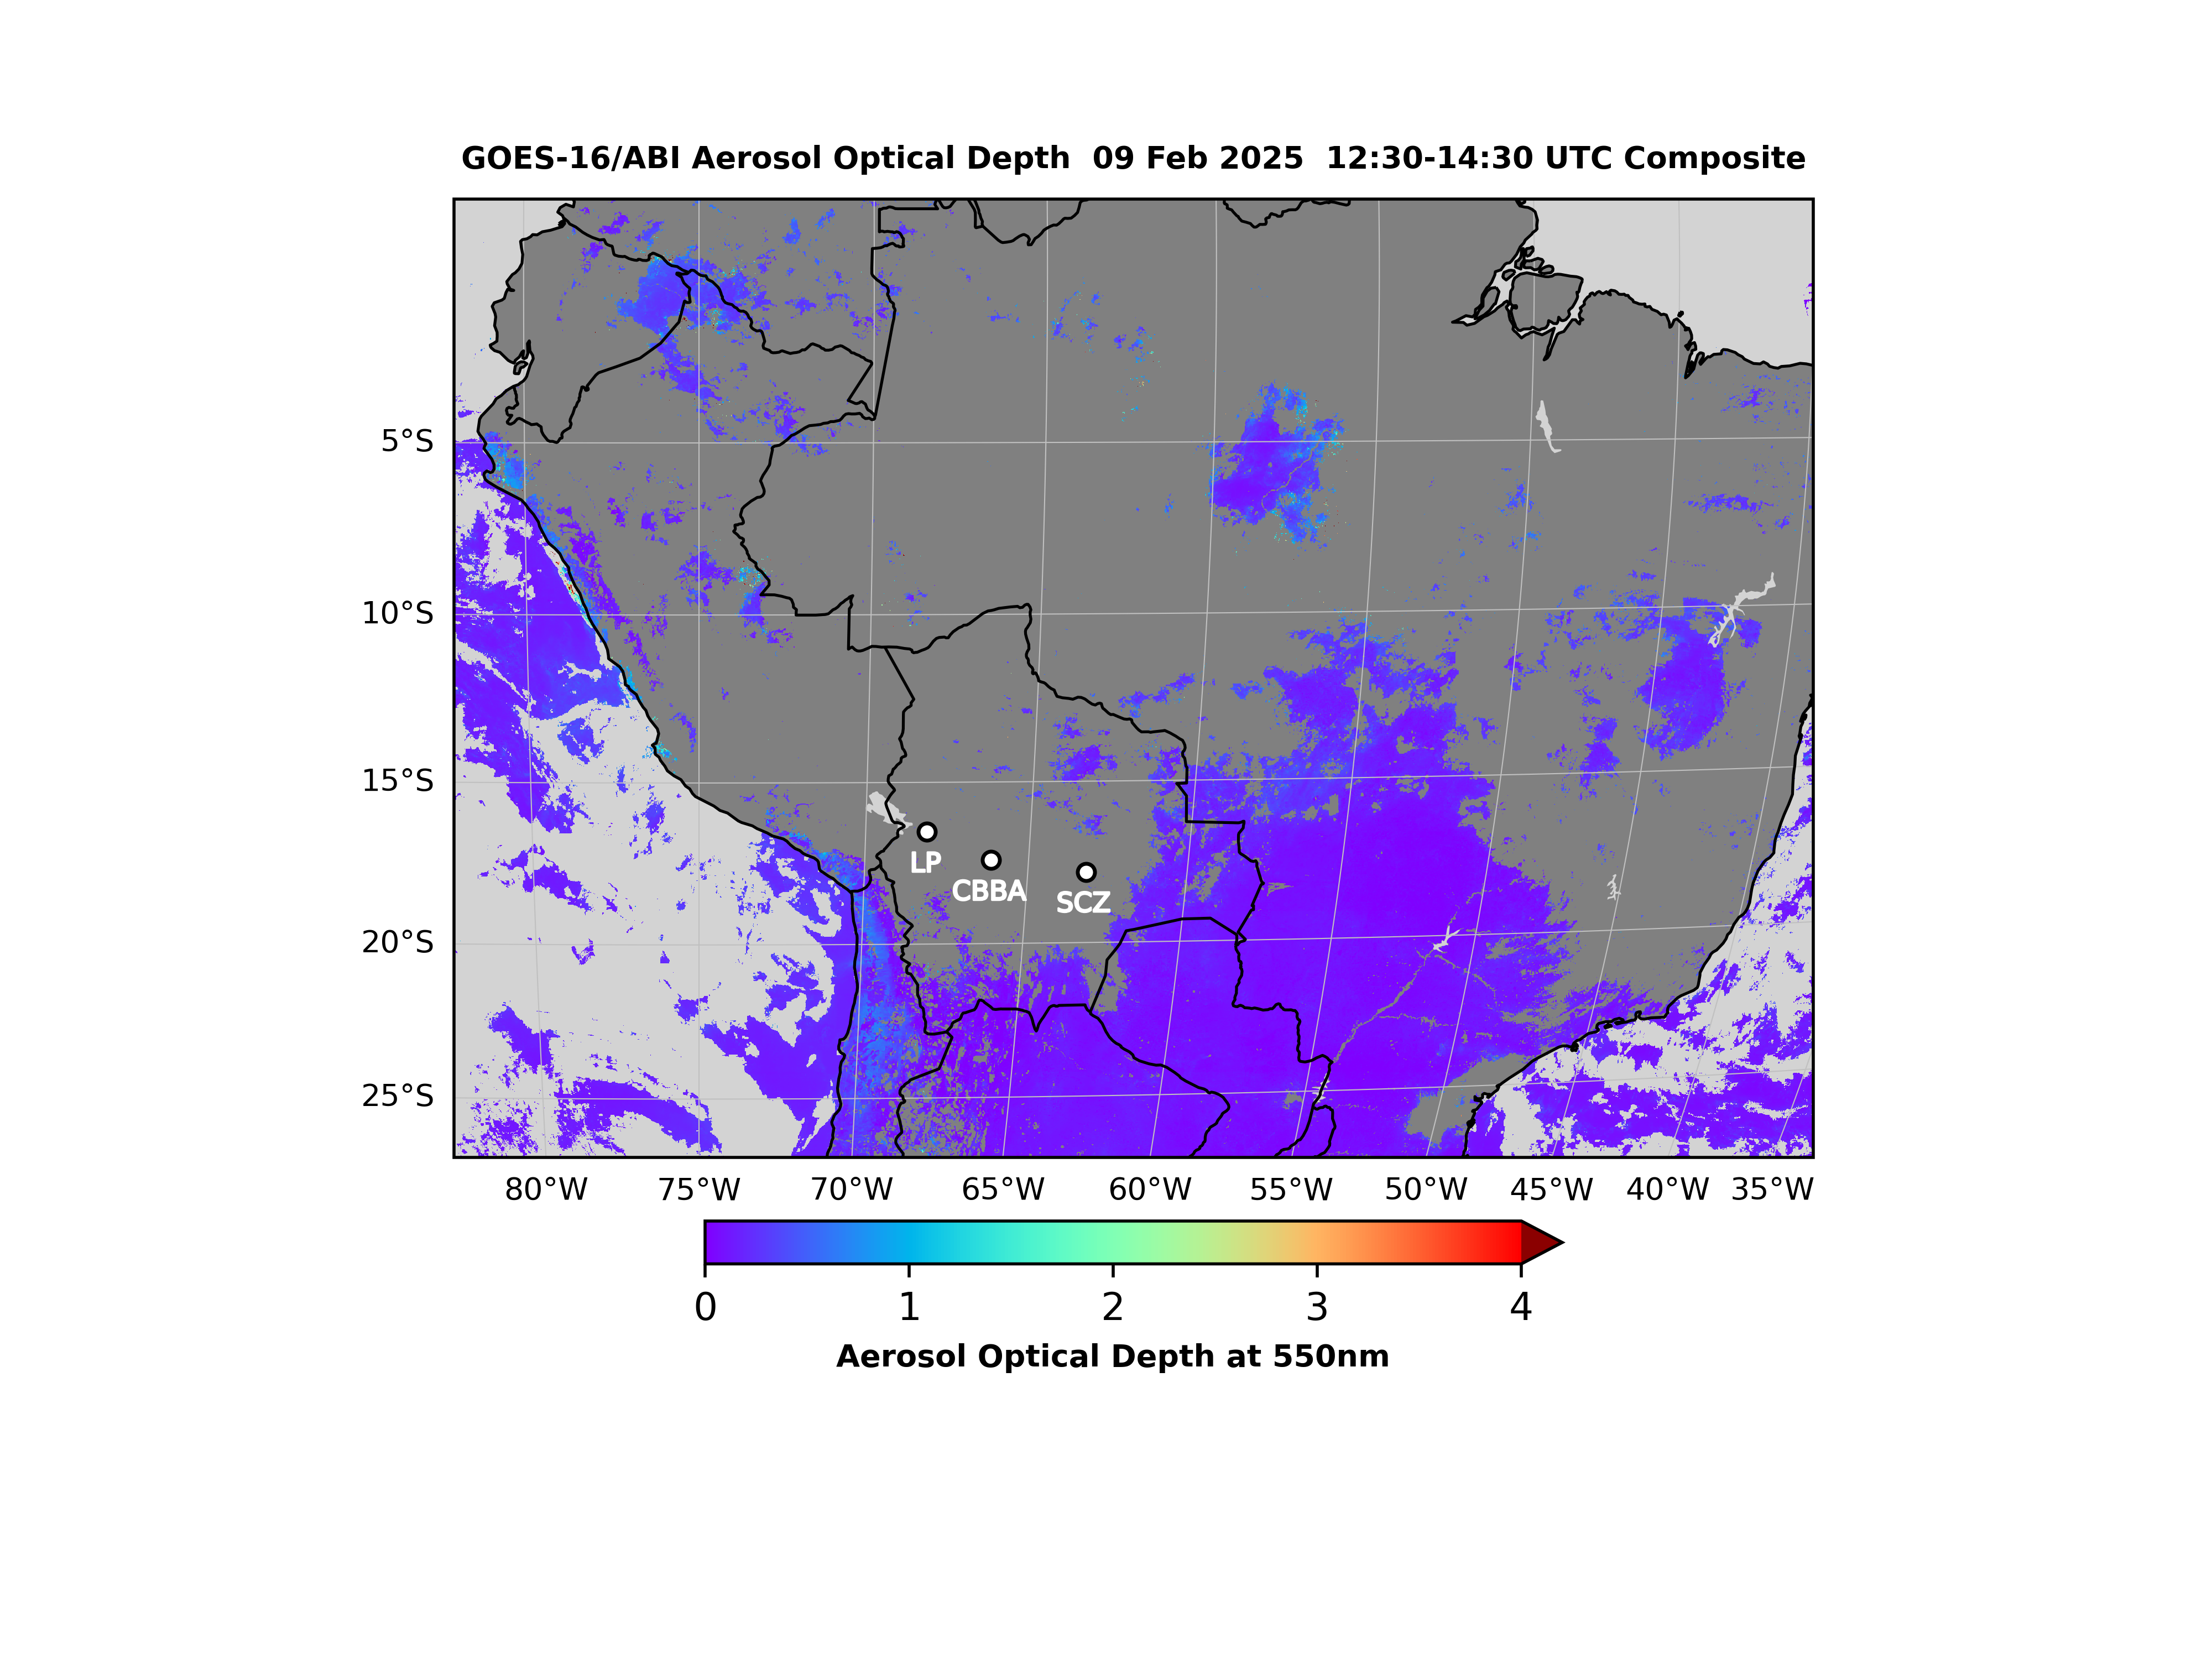 GOES-16/ABI Aerosol Optical Depth  09 Feb 2025  12:30-14:30 UTC Composite
5°S
10°S
15°S
LP
CBBA
SCZ
20°S
25°S
80°W 75°W 70°W 65°W 60°W 55°W 50°W 45°W 40°W 35°W
0 1 2 3 4
Aerosol Optical Depth at 550nm